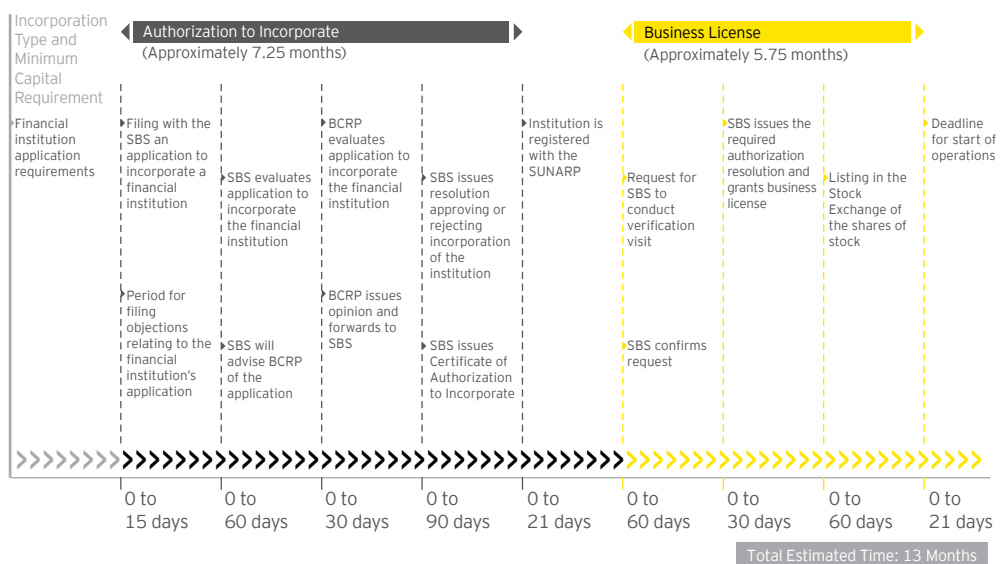 Incorporation
Type and
Minimum
Capital
Requirement
Authorization to Incorporate
(Approximately 7.25 months)
Business License
(Approximately 5.75 months)
Financial
institution
application
requirements
Filing with the
SBS an
application to
incorporate a
financial
institution
Period for
filing
objections
relating to the
financial
institution's
application
SBS evaluates
application to
incorporate
the financial
institution
SBS will
advise BCRP
of the
application
BCRP
evaluates
application to
incorporate
the financial
institution
BCRP issues
opinion and
forwards to
SBS
SBS issues
resolution
approving or
rejecting
incorporation
of the
institution
SBS issues
Certificate of
Authorization
to Incorporate
Institution is
registered
with the
SUNARP
Request for
SBS to
conduct
verification
visit
SBS confirms
request
SBS issues the
required
authorization
resolution and
grants business
license
Listing in the
Stock
Exchange of
the shares of
stock
Deadline
for start of
operations
0 to
15 days
0 to
60 days
0 to
30 days
0 to
90 days
0 to
21 days
0 to
60 days
0 to
30 days
0 to
60 days
0 to
21 days
Total Estimated Time: 13 Months